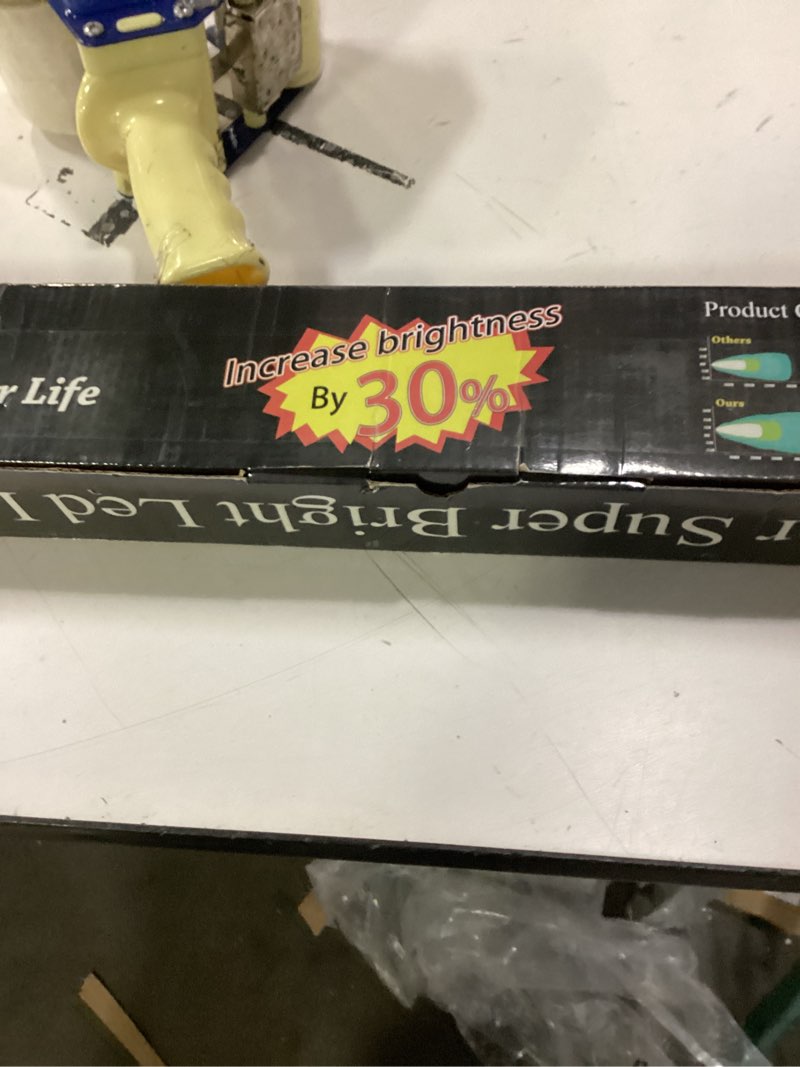 Increase brightness
By 30%
Product
Others
Ours
r Life
r Super Bright Led